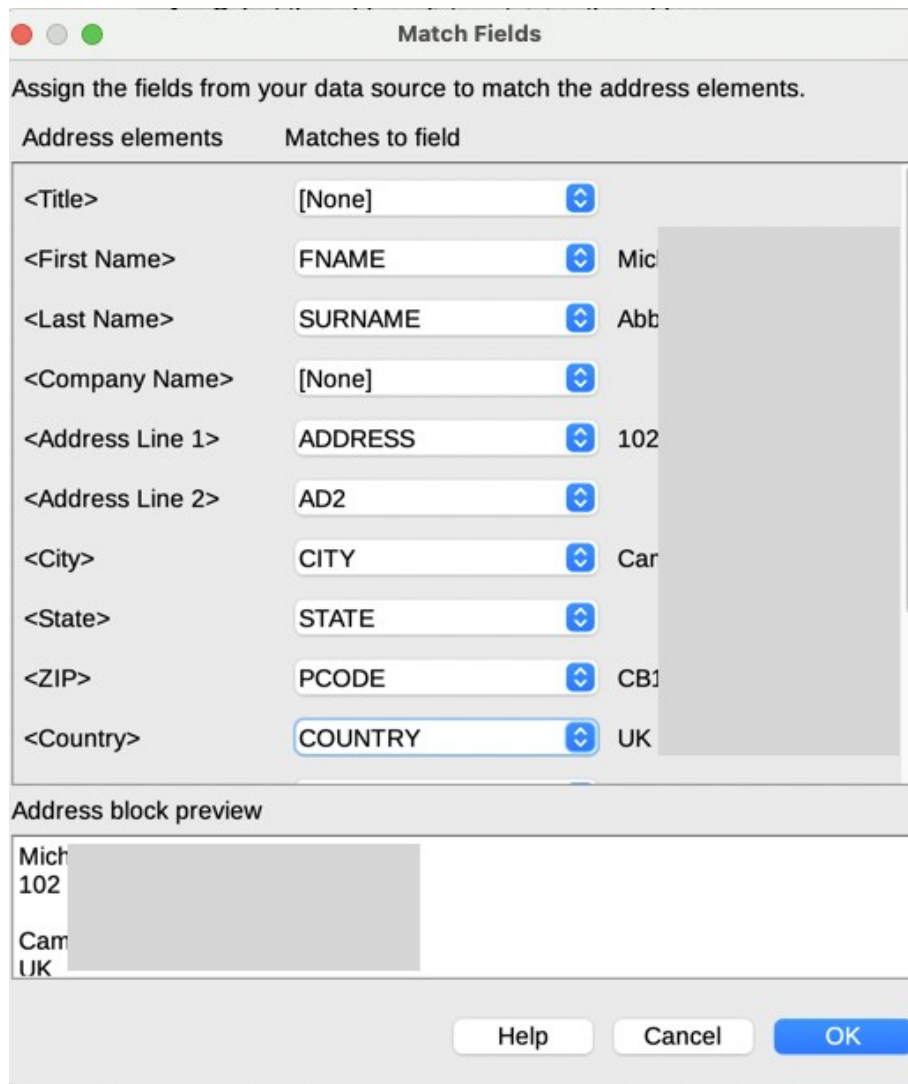 Match Fields
Assign the fields from your data source to match the address elements.
Address elements Matches to field
<Title> [None]
<First Name> FNAME Mic
<Last Name> SURNAME Abb
<Company Name> [None]
<Address Line 1> ADDRESS 102
<Address Line 2> AD2
<City> CITY Car
<State> STATE
<ZIP> PCODE CB1
<Country> COUNTRY UK
Address block preview
Mich
102
Cam
UK
Help Cancel OK